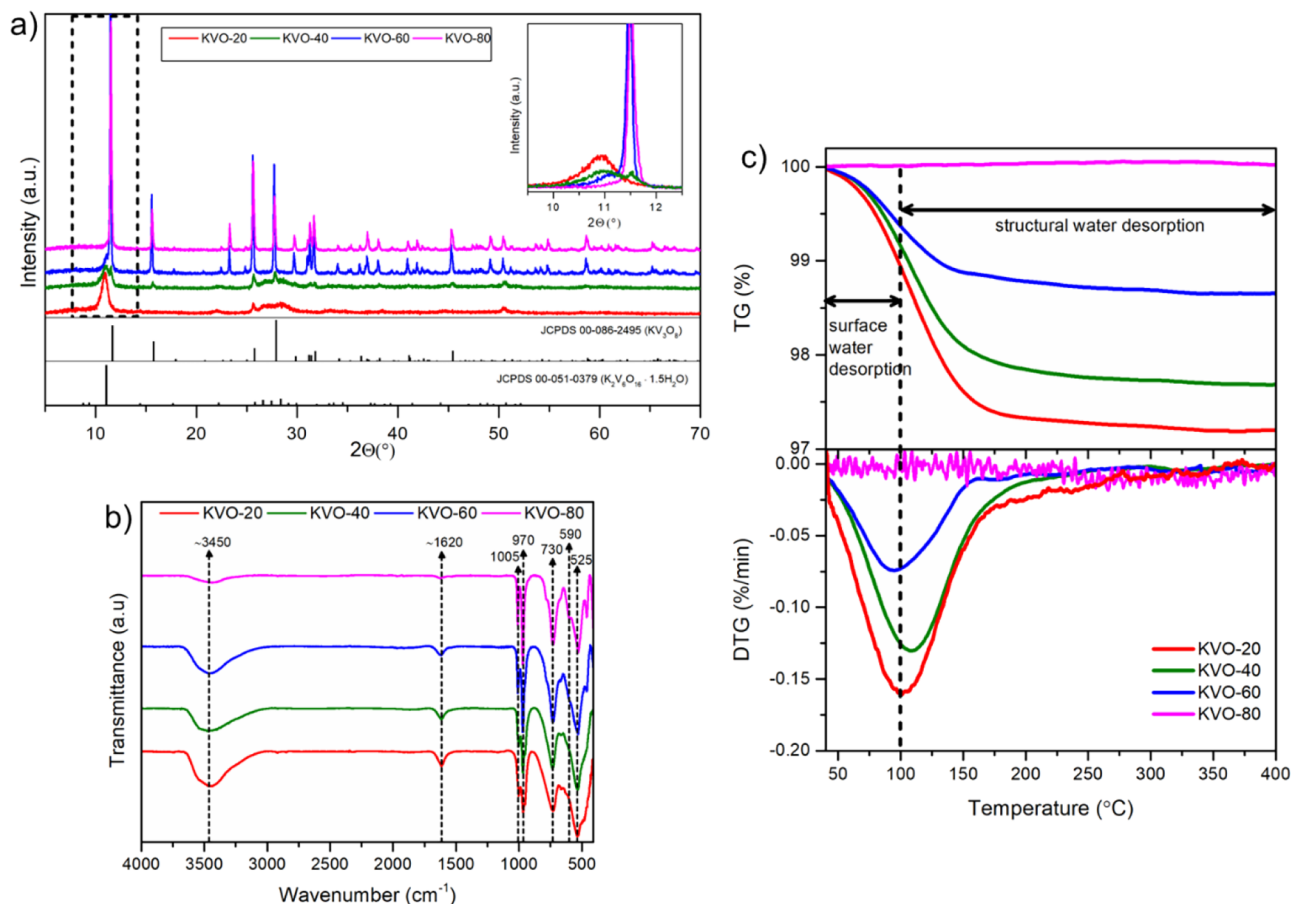 a)
KVO-20 KVO-40 KVO-60 KVO-80
Intensity (a.u.)
Intensity (a.u.)
10 11 12
2Θ(°)
JCPDS 00-086-2495 (KV₃O₈)
JCPDS 00-051-0379 (K₂V₆O₁₆ · 1.5H₂O)
10 20 30 40 50 60 70
2Θ(°)
b)
KVO-20 KVO-40 KVO-60 KVO-80
~3450 ~1620 1005 970 730 590 525
Transmittance (a.u)
4000 3500 3000 2500 2000 1500 1000 500
Wavenumber (cm⁻¹)
c)
100
99
98
97
TG (%)
structural water desorption
surface
water
desorption
0.00
-0.05
-0.10
-0.15
-0.20
DTG (%/min)
KVO-20
KVO-40
KVO-60
KVO-80
50 100 150 200 250 300 350 400
Temperature (°C)